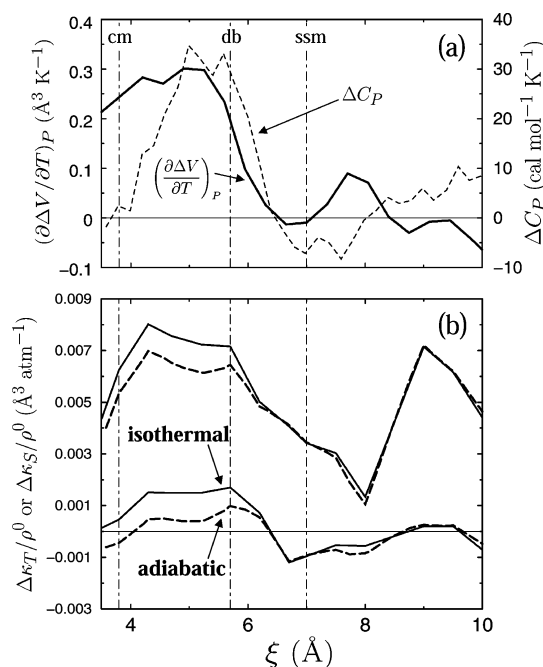 cm db ssm
(a)
(∂ΔV/∂T)_P (Å³ K⁻¹)
0.4
0.3
0.2
0.1
0
−0.1
ΔC_P
(∂ΔV/∂T)_P
40
30
20
10
0
−10
ΔC_P (cal mol⁻¹ K⁻¹)
(b)
Δκ_T/ρ⁰ or Δκ_S/ρ⁰ (Å³ atm⁻¹)
0.009
0.007
0.005
0.003
0.001
−0.001
−0.003
isothermal
adiabatic
4 6 8 10
ξ (Å)